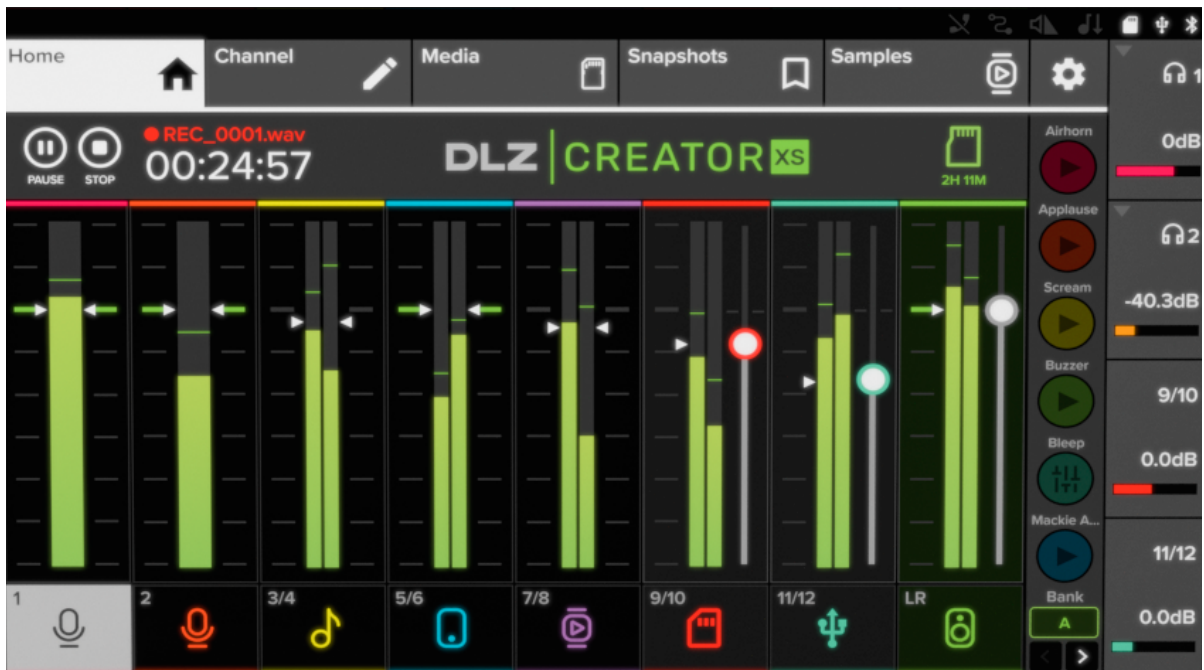 Home
Channel
Media
Snapshots
Samples
1
0dB
PAUSE
STOP
REC_0001.wav
00:24:57
DLZ CREATOR XS
2H 11M
Airhorn
Applause
Scream
Buzzer
Bleep
Mackie A...
Bank
A
2
-40.3dB
9/10
0.0dB
11/12
0.0dB
1
2
3/4
5/6
7/8
9/10
11/12
LR